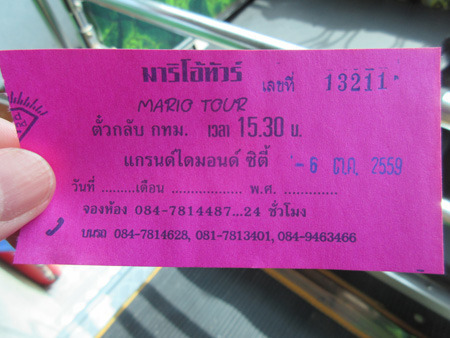 มาริโอ้ทัวร์ เลขที่ 13211
MARIO TOUR
ตั๋วกลับ กทม. เวลา 15.30 น.
แกรนด์ไดมอนด์ ซิตี้ - 6 ต.ค. 2559
วันที่ .........เดือน .................. พ.ศ. .............
จองห้อง 084-7814487...24 ชั่วโมง
บนรถ 084-7814628, 081-7813401, 084-9463466